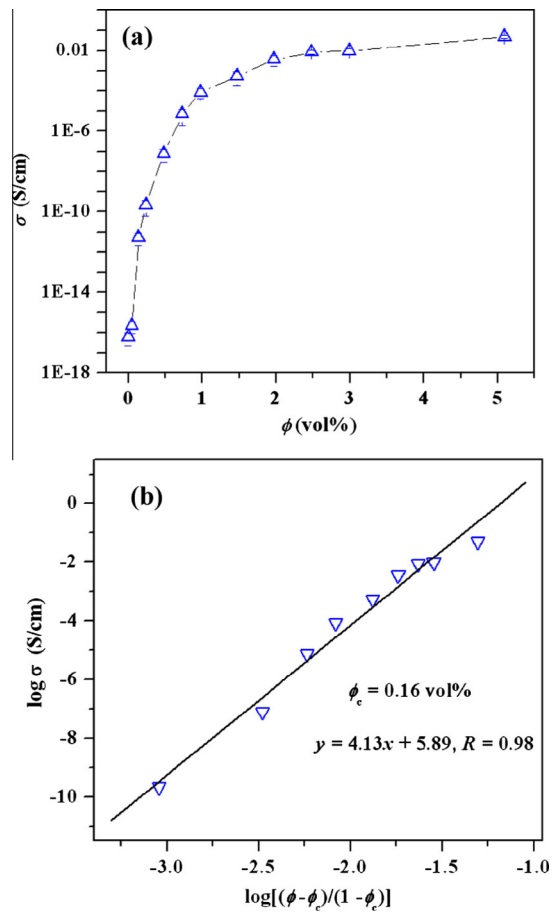 (a)
0.01
1E-6
1E-10
1E-14
1E-18
σ (S/cm)
0 1 2 3 4 5
ϕ (vol%)
(b)
0
-2
-4
-6
-8
-10
log σ (S/cm)
ϕc = 0.16 vol%
y = 4.13x + 5.89, R = 0.98
-3.0 -2.5 -2.0 -1.5 -1.0
log[(ϕ-ϕc)/(1 -ϕc)]